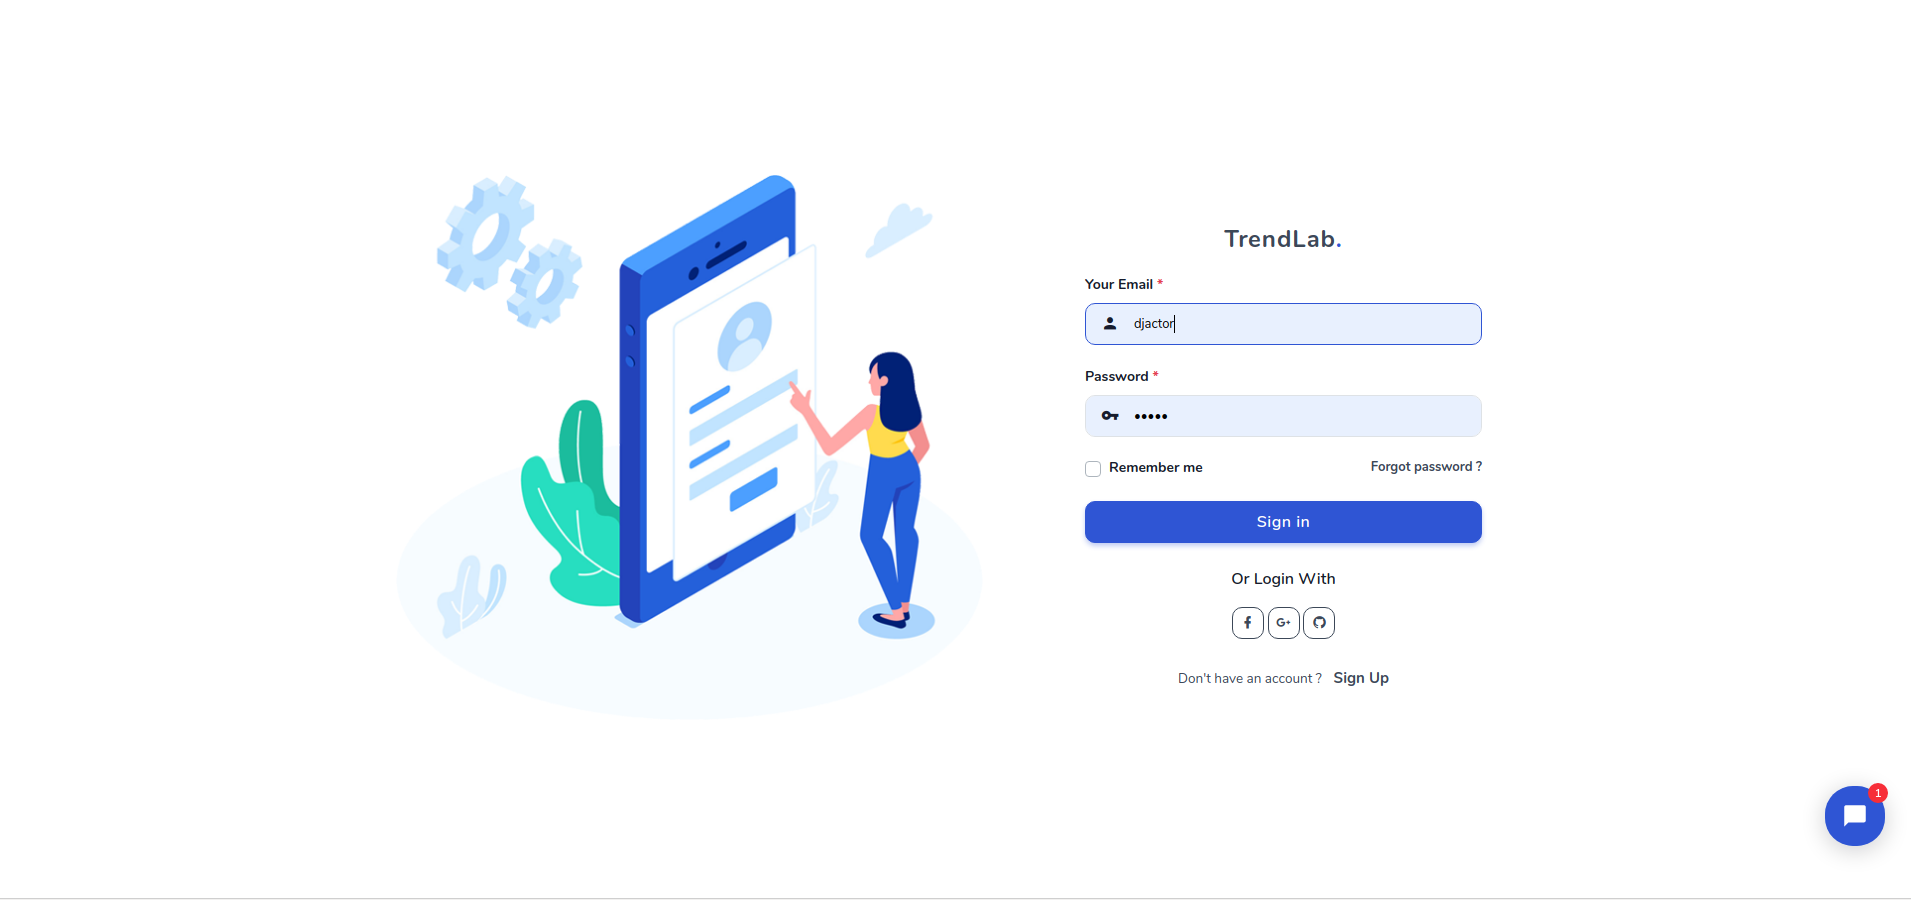 TrendLab.
Your Email *
djactor
Password *
•••••
Remember me
Forgot password ?
Sign in
Or Login With
G+
Don't have an account ? Sign Up
1